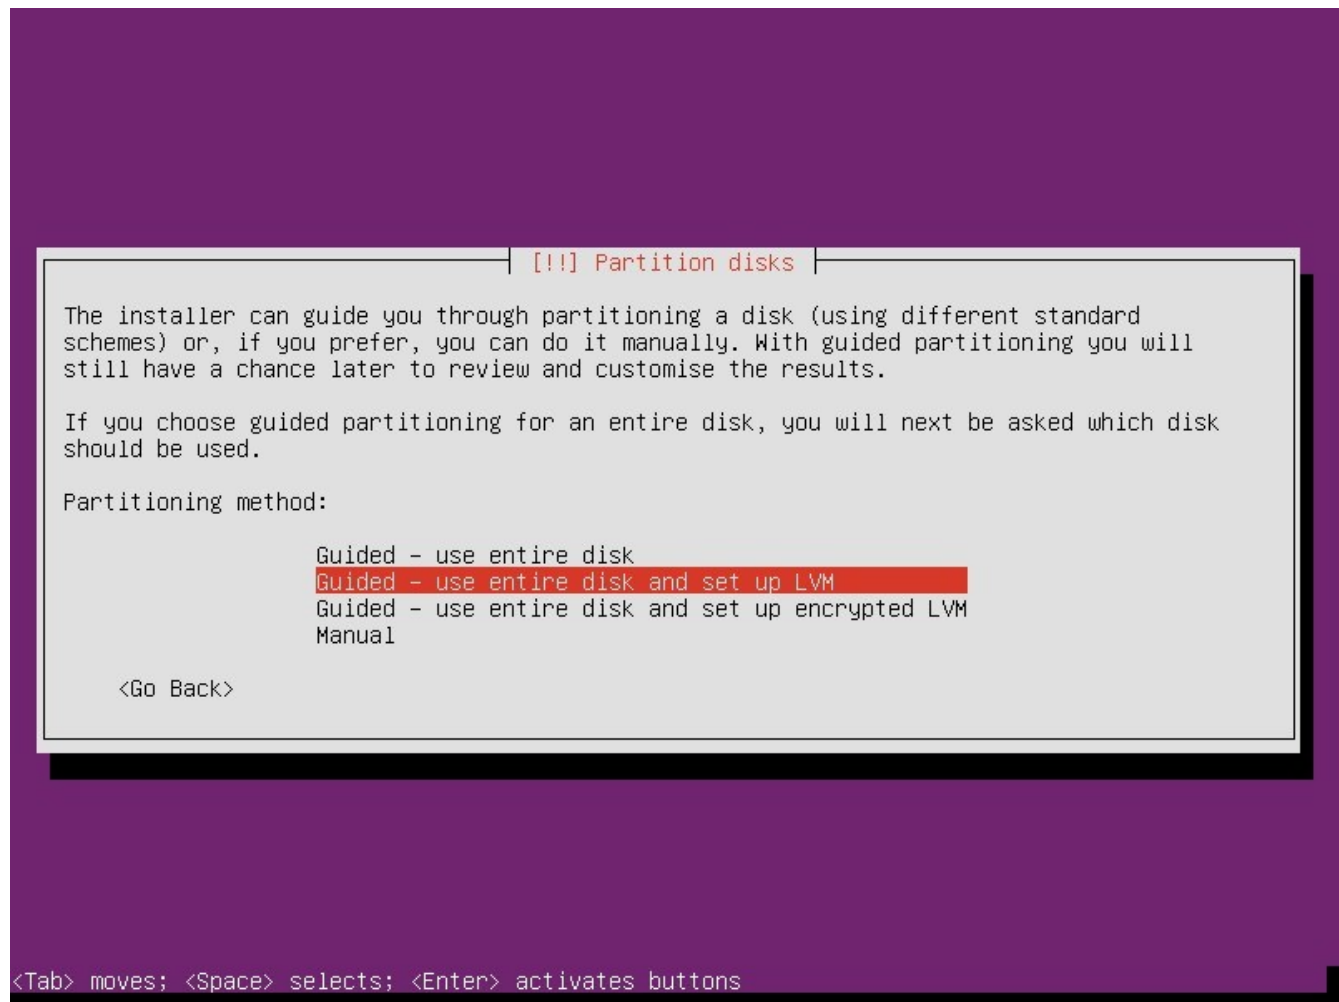 [!!] Partition disks
The installer can guide you through partitioning a disk (using different standard
schemes) or, if you prefer, you can do it manually. With guided partitioning you will
still have a chance later to review and customise the results.
If you choose guided partitioning for an entire disk, you will next be asked which disk
should be used.
Partitioning method:
Guided - use entire disk
Guided - use entire disk and set up LVM
Guided - use entire disk and set up encrypted LVM
Manual
<Go Back>
<Tab> moves; <Space> selects; <Enter> activates buttons